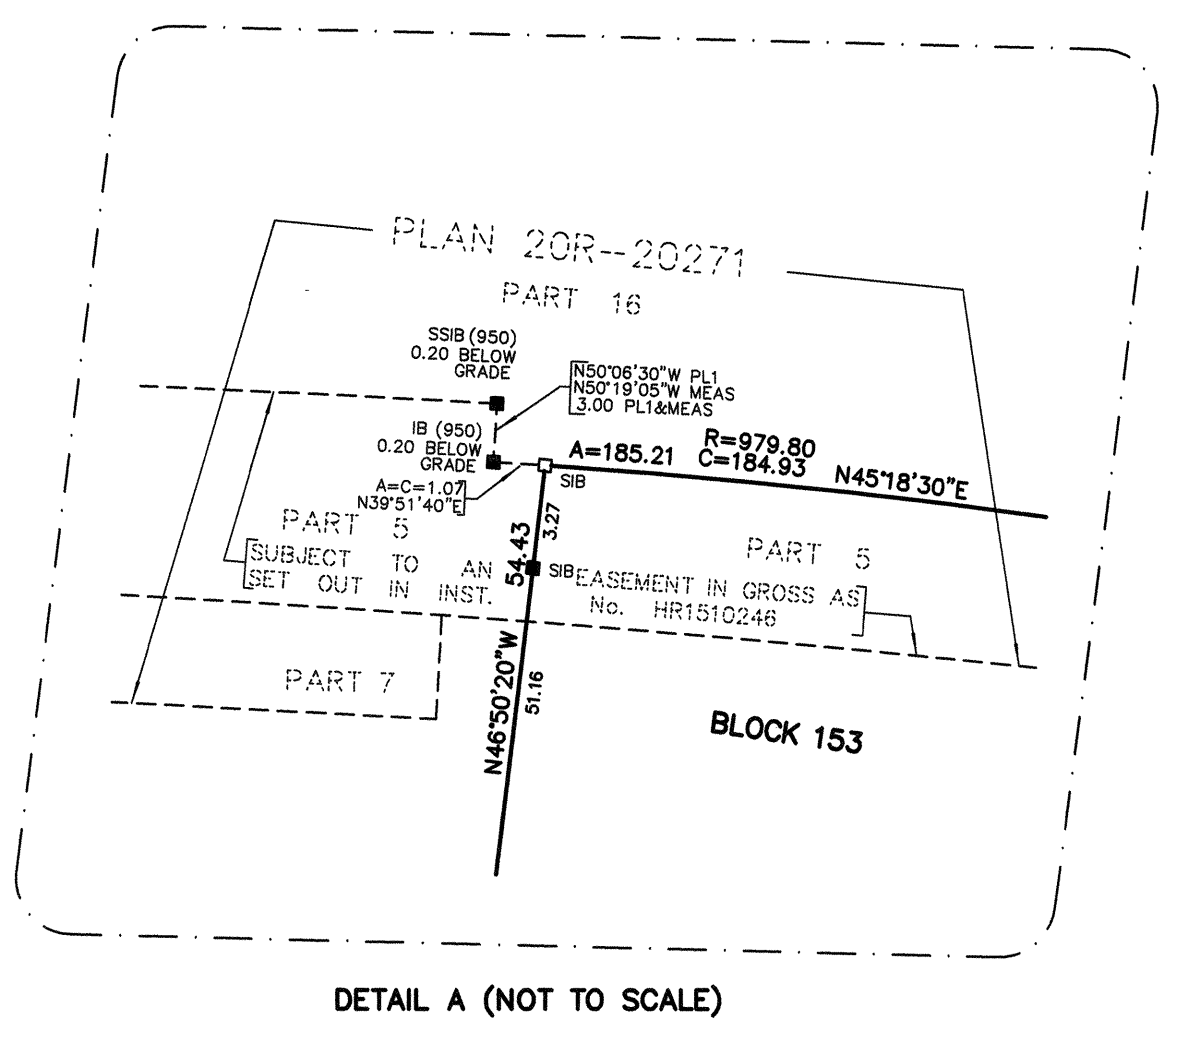 PLAN 20R-20271
PART 16
SSIB (950)
0.20 BELOW
GRADE
N50°06'30"W PL1
N50°19'05"W MEAS
3.00 PL1&MEAS
IB (950)
0.20 BELOW
GRADE
A=185.21
R=979.80
C=184.93
N45°18'30"E
SIB
A=C=1.07
N39°51'40"E
3.27
54.43
PART 5
SUBJECT TO AN
SET OUT IN INST.
SIB
PART 5
EASEMENT IN GROSS AS
No. HR1510246
PART 7
N46°50'20"W
51.16
BLOCK 153
DETAIL A (NOT TO SCALE)